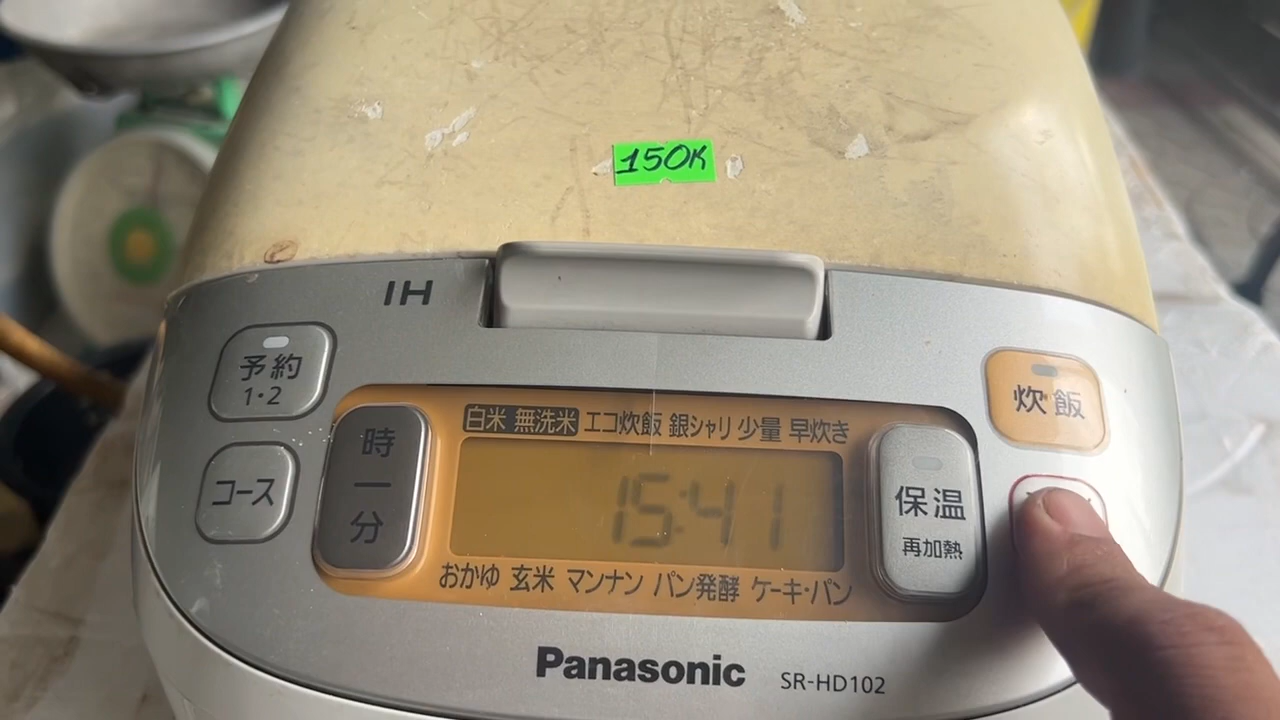 150K
IH
予約
1・2
炊飯
白米 無洗米 エコ炊飯 銀シャリ 少量 早炊き
時
分
15:41
コース
保温
再加熱
おかゆ 玄米 マンナン パン発酵 ケーキ・パン
Panasonic SR-HD102